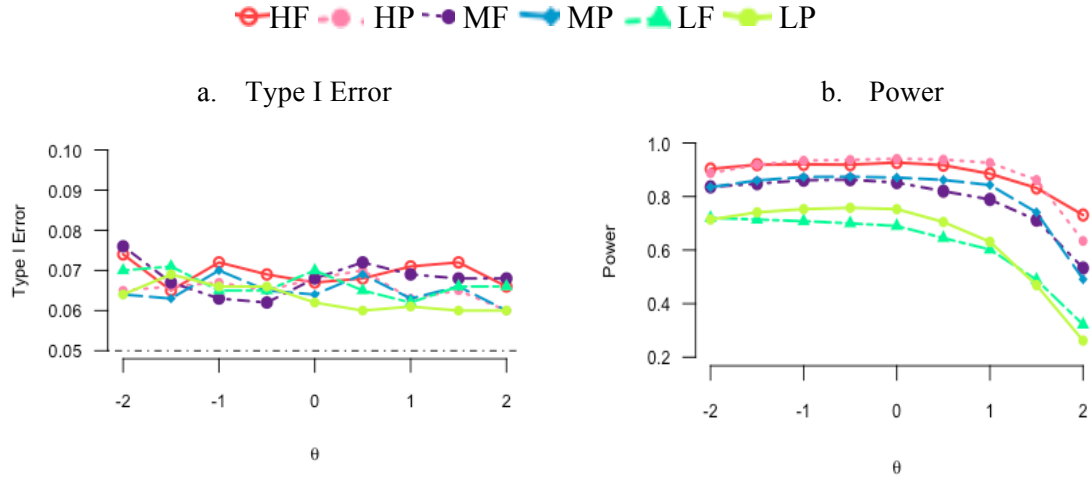 HF HP MF MP LF LP
a. Type I Error
b. Power
Type I Error
0.10
0.09
0.08
0.07
0.06
0.05
-2 -1 0 1 2
θ
Power
1.0
0.8
0.6
0.4
0.2
-2 -1 0 1 2
θ